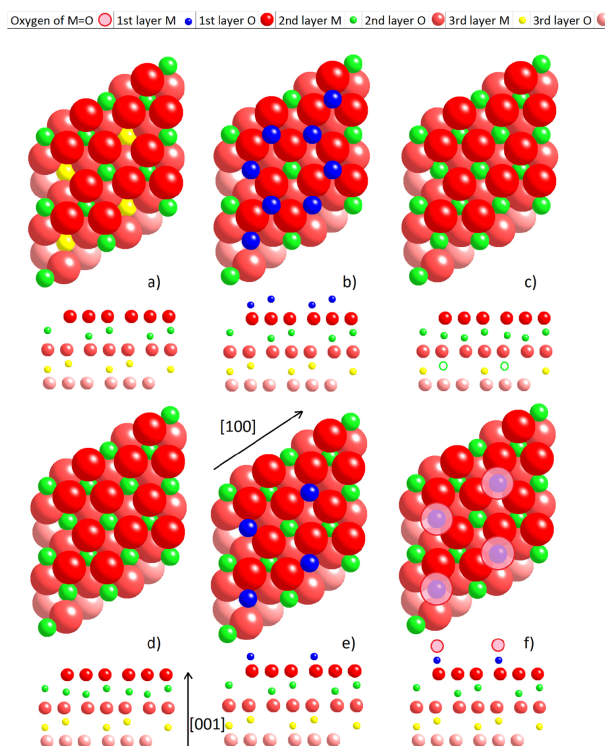 Oxygen of M=O 1st layer M 1st layer O 2nd layer M 2nd layer O 3rd layer M 3rd layer O
a) b) c)
[100]
d) e) f)
[001]